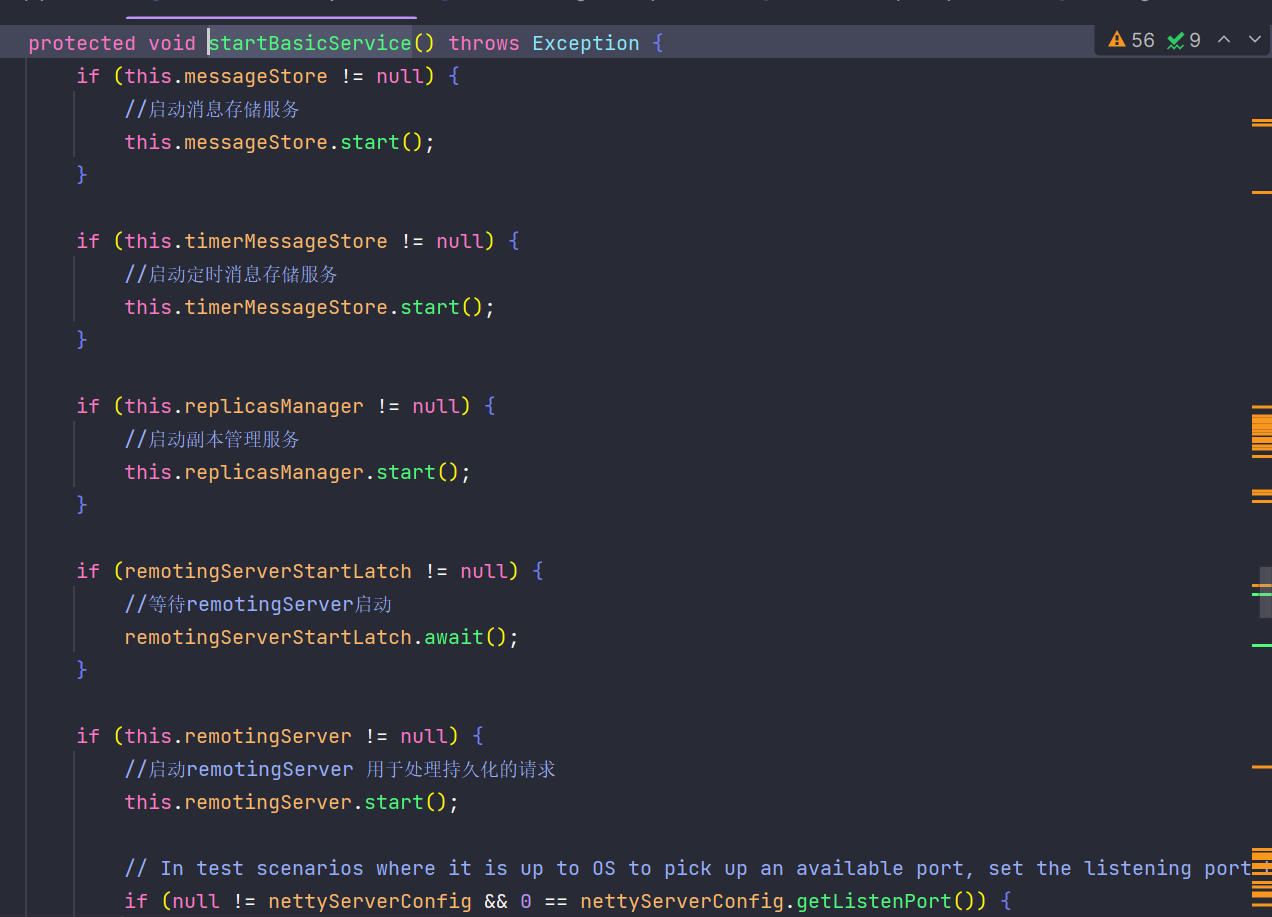 protected void startBasicService() throws Exception {
56 9
if (this.messageStore != null) {
//启动消息存储服务
this.messageStore.start();
}
if (this.timerMessageStore != null) {
//启动定时消息存储服务
this.timerMessageStore.start();
}
if (this.replicasManager != null) {
//启动副本管理服务
this.replicasManager.start();
}
if (remotingServerStartLatch != null) {
//等待remotingServer启动
remotingServerStartLatch.await();
}
if (this.remotingServer != null) {
//启动remotingServer 用于处理持久化的请求
this.remotingServer.start();
// In test scenarios where it is up to OS to pick up an available port, set the listening port
if (null != nettyServerConfig && 0 == nettyServerConfig.getListenPort()) {